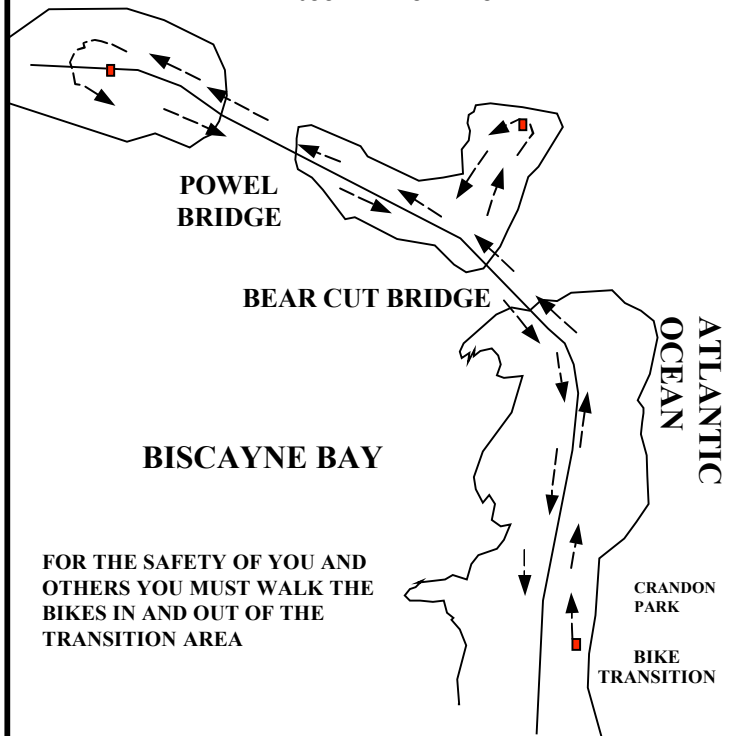 POWEL
BRIDGE
BEAR CUT BRIDGE
ATLANTIC
OCEAN
BISCAYNE BAY
FOR THE SAFETY OF YOU AND
OTHERS YOU MUST WALK THE
BIKES IN AND OUT OF THE
TRANSITION AREA
CRANDON
PARK
BIKE
TRANSITION